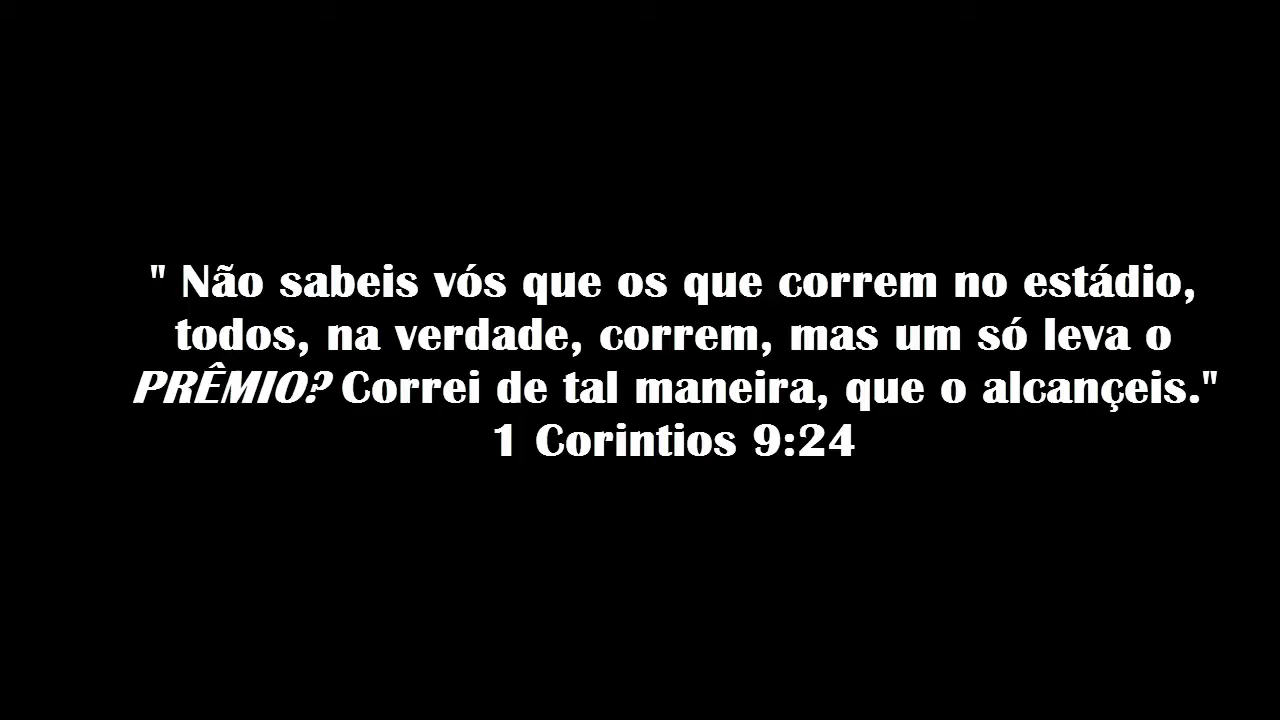 " Não sabeis vós que os que correm no estádio,
todos, na verdade, correm, mas um só leva o
PRÊMIO? Correi de tal maneira, que o alcançeis."
1 Corintios 9:24